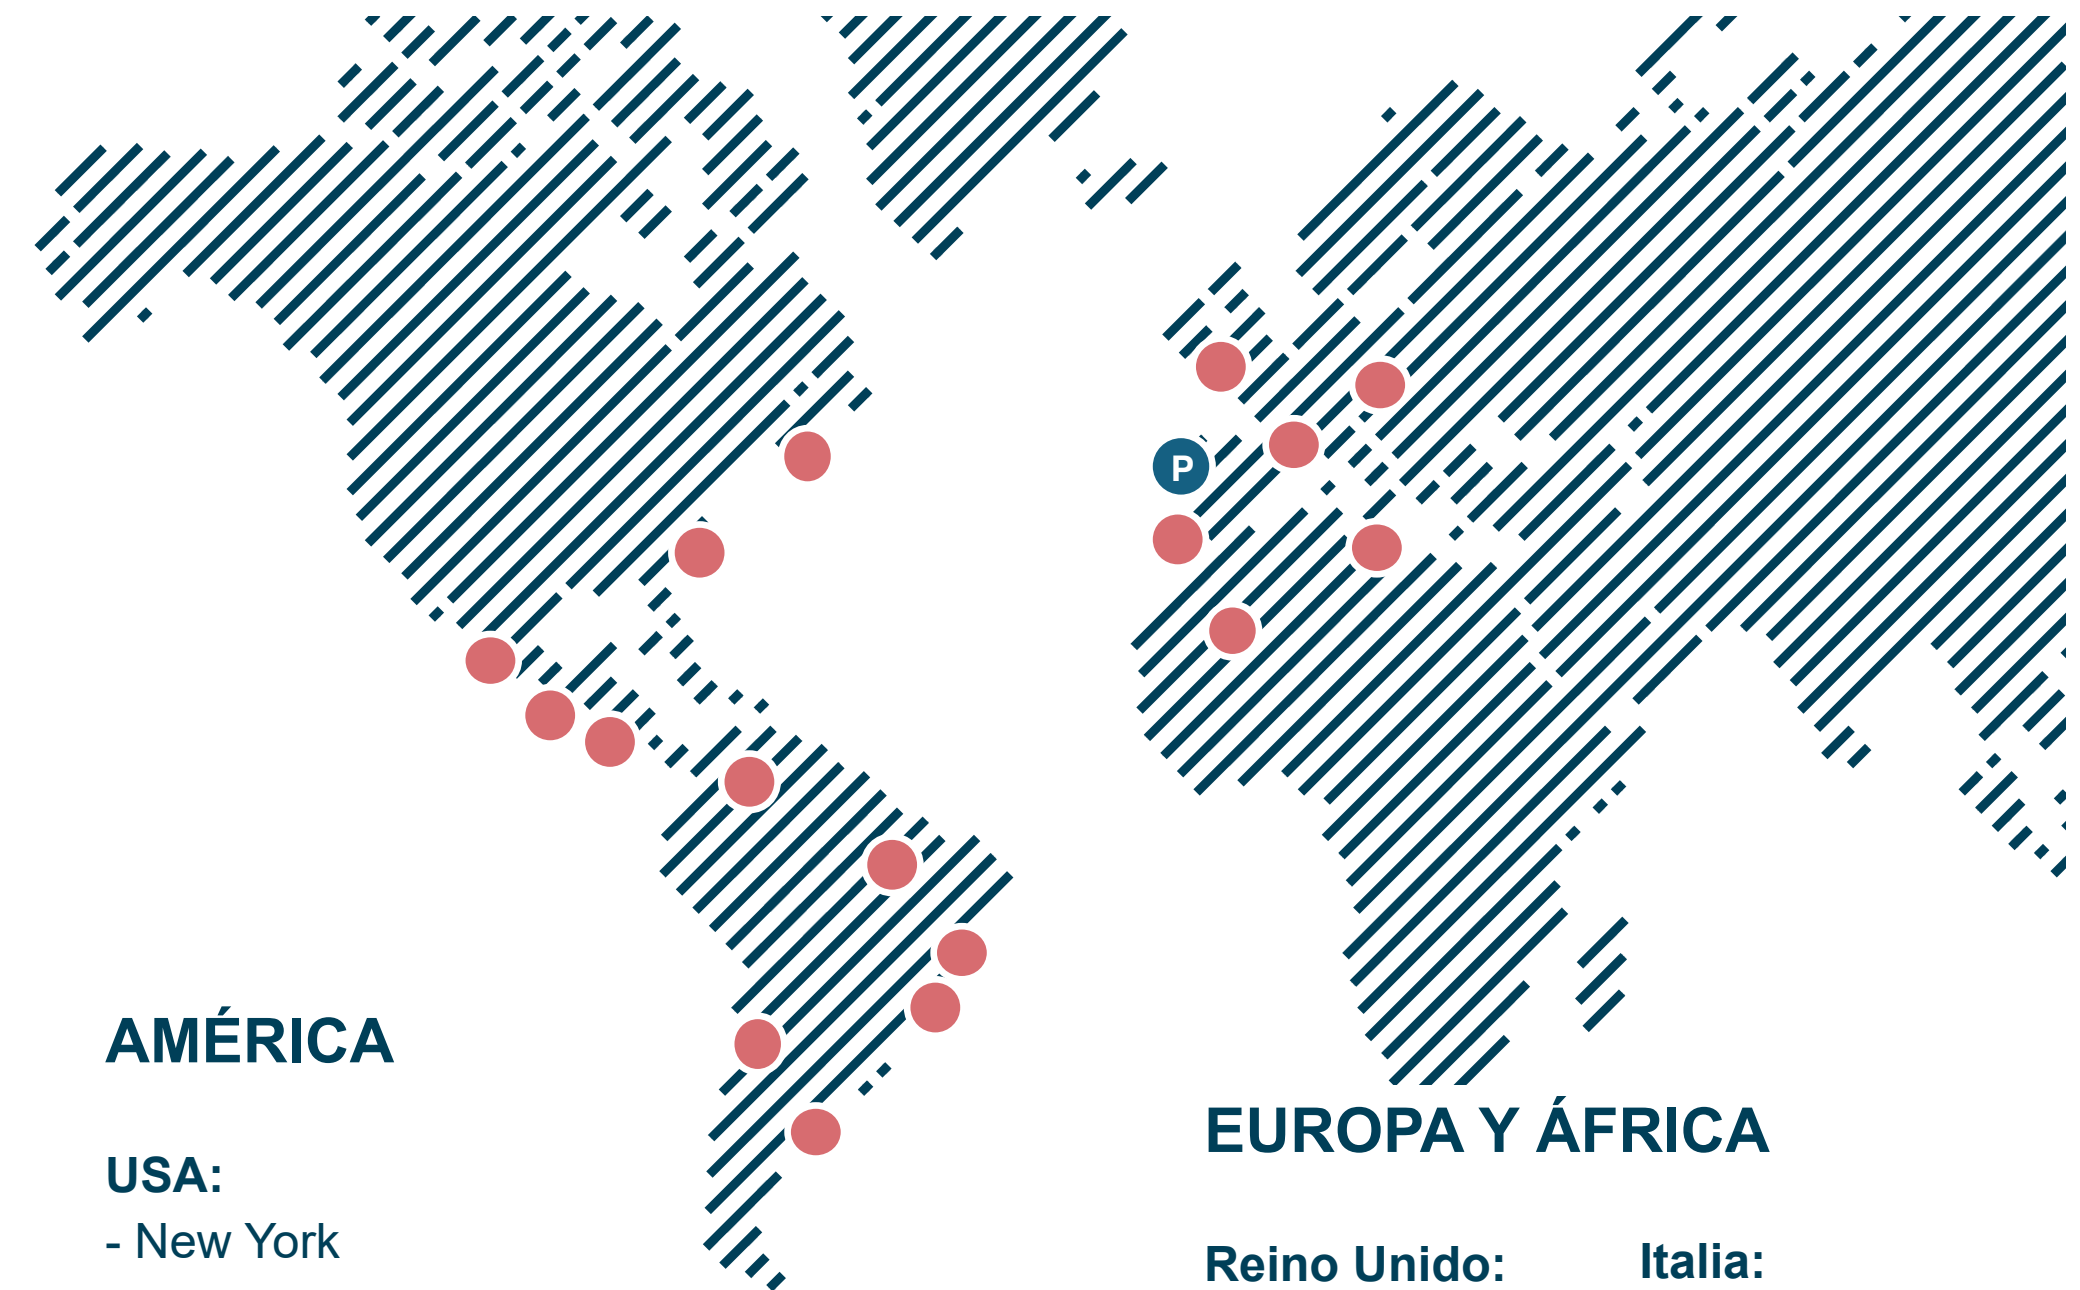 P
AMÉRICA
USA:
- New York
EUROPA Y ÁFRICA
Reino Unido:
Italia: